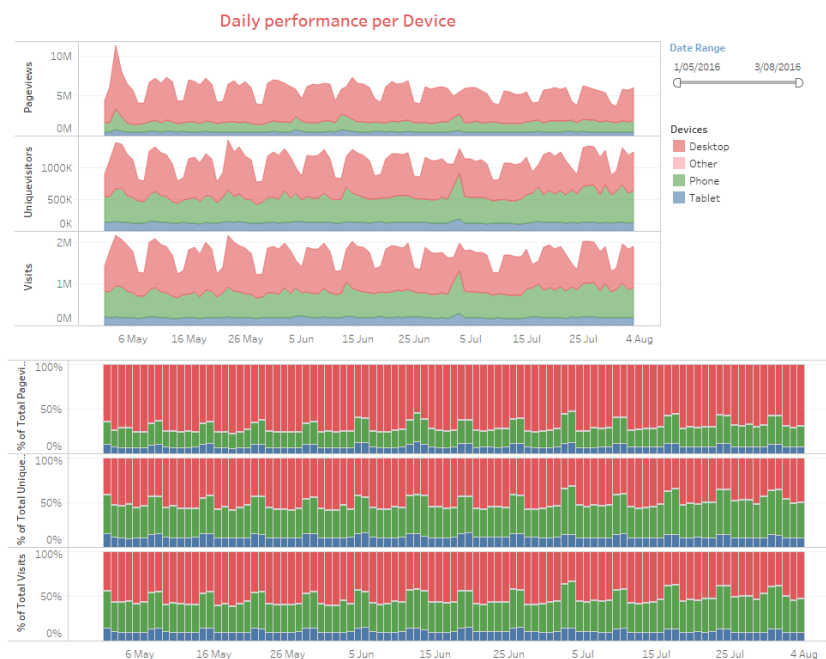 Daily performance per Device
Pageviews
10M
5M
0M
Uniquevisitors
1000K
500K
0K
Visits
2M
1M
0M
6 May 16 May 26 May 5 Jun 15 Jun 25 Jun 5 Jul 15 Jul 25 Jul 4 Aug
Date Range
1/05/2016 3/08/2016
Devices
Desktop
Other
Phone
Tablet
% of Total Pagevi..
100%
50%
0%
% of Total Unique..
100%
50%
0%
% of Total Visits
100%
50%
0%
6 May 16 May 26 May 5 Jun 15 Jun 25 Jun 5 Jul 15 Jul 25 Jul 4 Aug